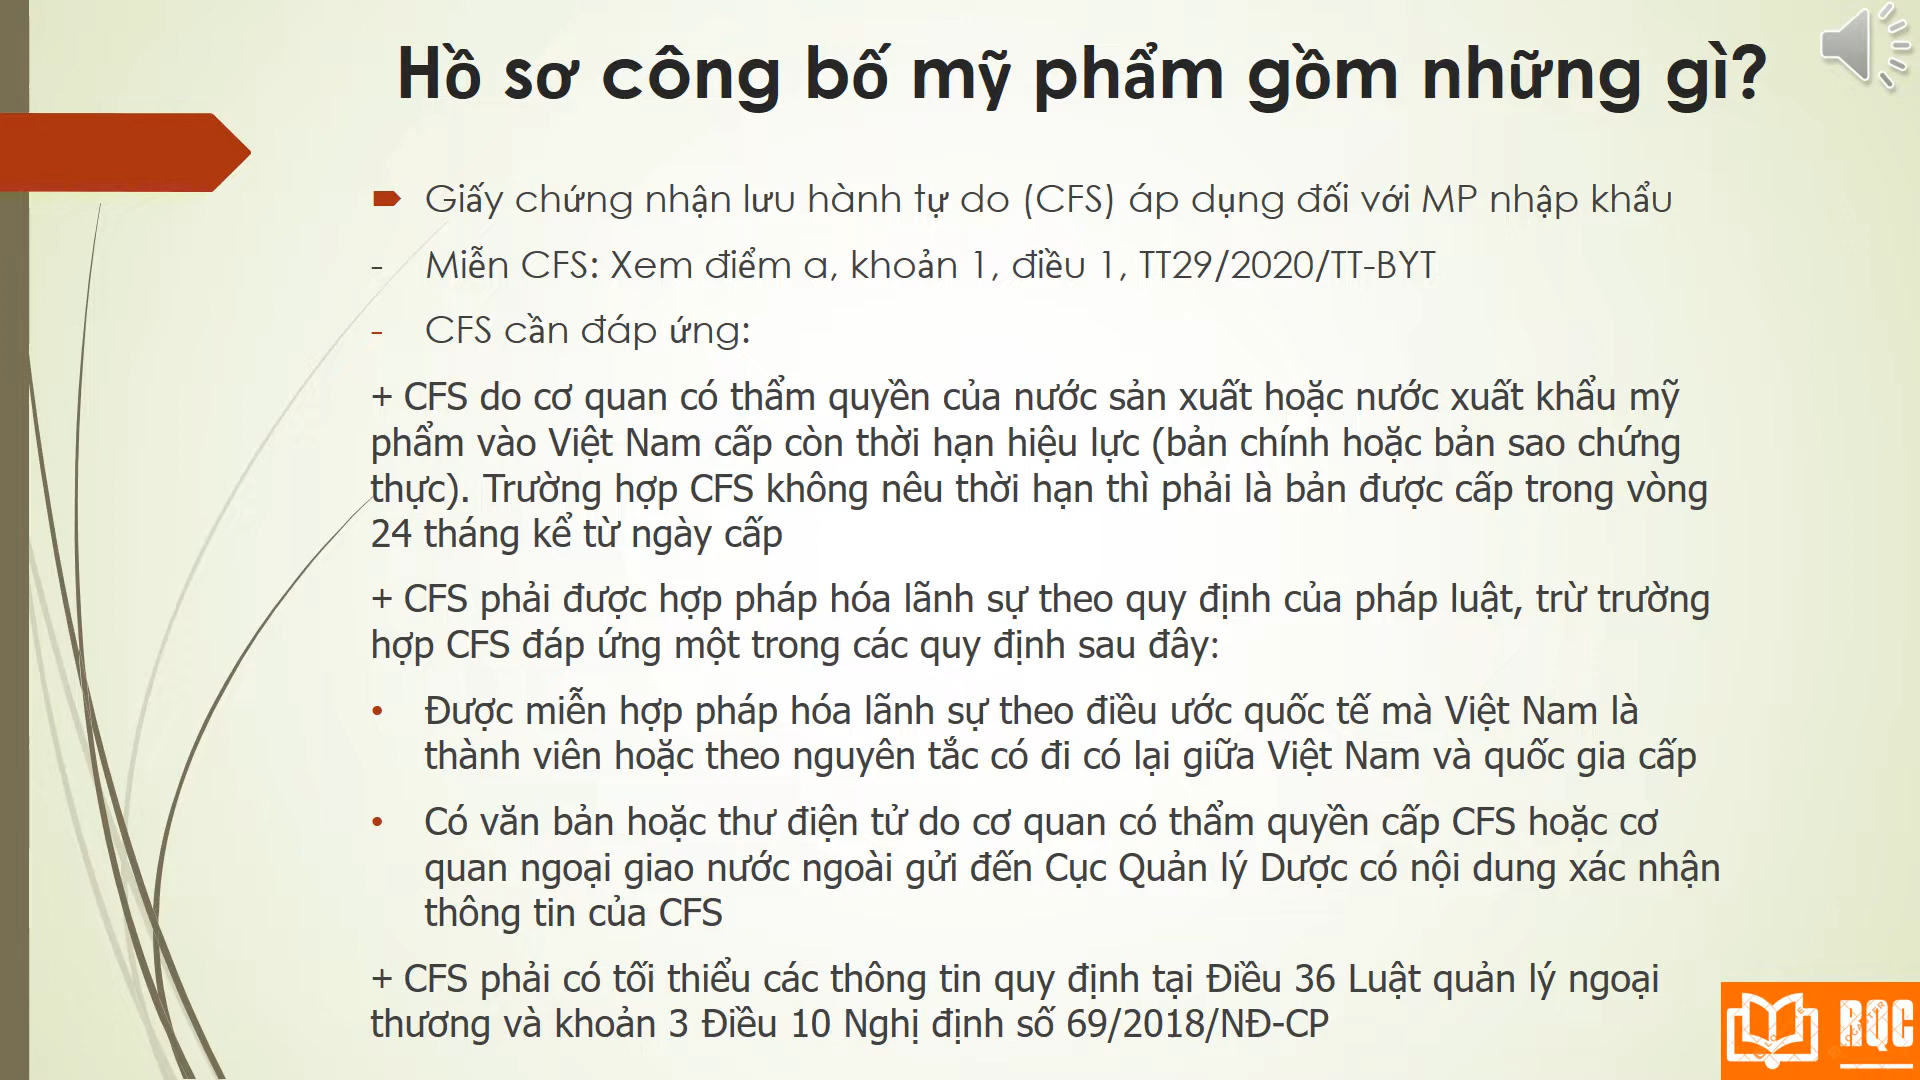 Hồ sơ công bố mỹ phẩm gồm những gì?
Giấy chứng nhận lưu hành tự do (CFS) áp dụng đối với MP nhập khẩu
- Miễn CFS: Xem điểm a, khoản 1, điều 1, TT29/2020/TT-BYT
- CFS cần đáp ứng:
+ CFS do cơ quan có thẩm quyền của nước sản xuất hoặc nước xuất khẩu mỹ
phẩm vào Việt Nam cấp còn thời hạn hiệu lực (bản chính hoặc bản sao chứng
thực). Trường hợp CFS không nêu thời hạn thì phải là bản được cấp trong vòng
24 tháng kể từ ngày cấp
+ CFS phải được hợp pháp hóa lãnh sự theo quy định của pháp luật, trừ trường
hợp CFS đáp ứng một trong các quy định sau đây:
• Được miễn hợp pháp hóa lãnh sự theo điều ước quốc tế mà Việt Nam là
thành viên hoặc theo nguyên tắc có đi có lại giữa Việt Nam và quốc gia cấp
• Có văn bản hoặc thư điện tử do cơ quan có thẩm quyền cấp CFS hoặc cơ
quan ngoại giao nước ngoài gửi đến Cục Quản lý Dược có nội dung xác nhận
thông tin của CFS
+ CFS phải có tối thiểu các thông tin quy định tại Điều 36 Luật quản lý ngoại
thương và khoản 3 Điều 10 Nghị định số 69/2018/NĐ-CP
RQC